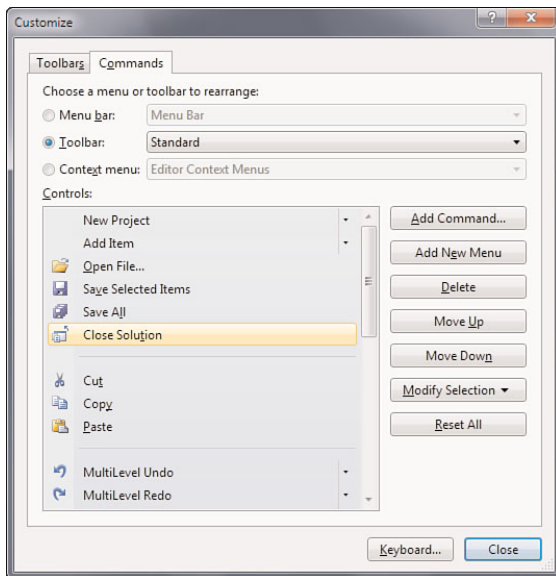 Customize
Toolbars Commands
Choose a menu or toolbar to rearrange:
Menu bar: Menu Bar
Toolbar: Standard
Context menu: Editor Context Menus
Controls:
New Project
Add Item
Open File...
Save Selected Items
Save All
Close Solution
Cut
Copy
Paste
MultiLevel Undo
MultiLevel Redo
Add Command...
Add New Menu
Delete
Move Up
Move Down
Modify Selection
Reset All
Keyboard... Close